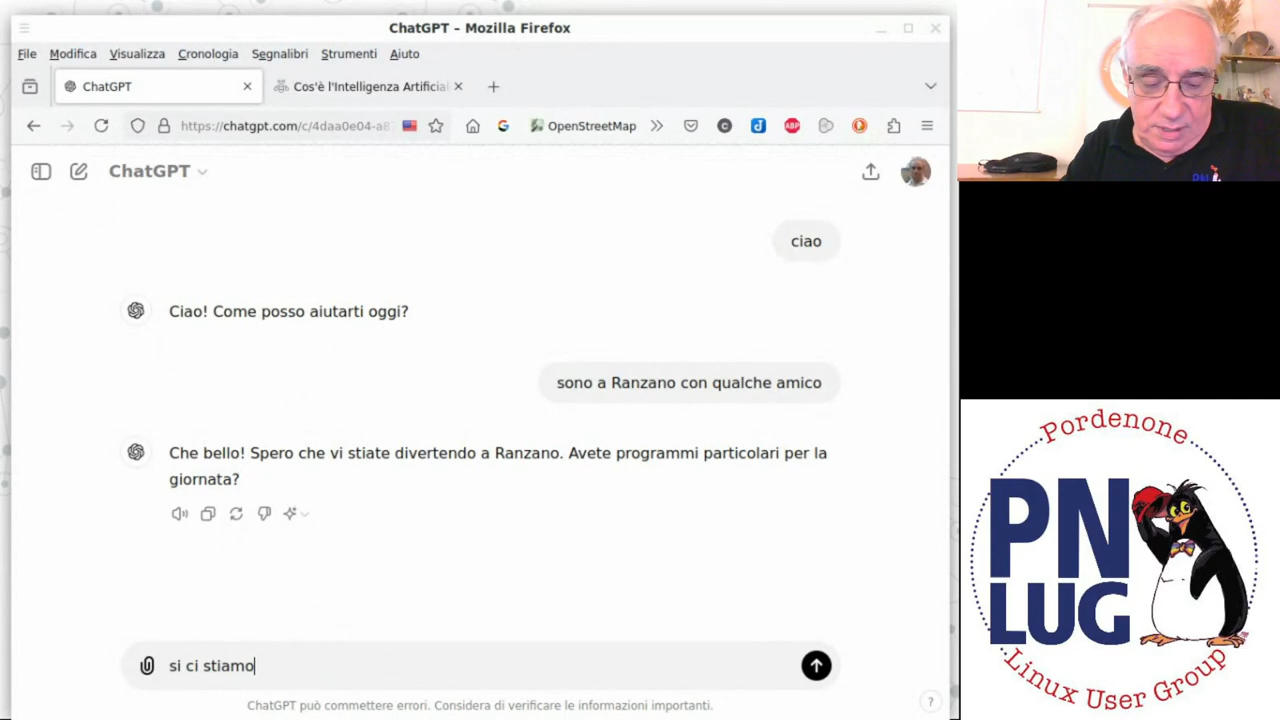 ChatGPT - Mozilla Firefox
File Modifica Visualizza Cronologia Segnalibri Strumenti Aiuto
ChatGPT Cos'è l'Intelligenza Artificial
https://chatgpt.com/c/4daa0e04-a8 OpenStreetMap
ChatGPT
ciao
Ciao! Come posso aiutarti oggi?
sono a Ranzano con qualche amico
Che bello! Spero che vi stiate divertendo a Ranzano. Avete programmi particolari per la
giornata?
si ci stiamo
ChatGPT può commettere errori. Considera di verificare le informazioni importanti.
?
PN
Pordenone
PN
LUG
Linux User Group